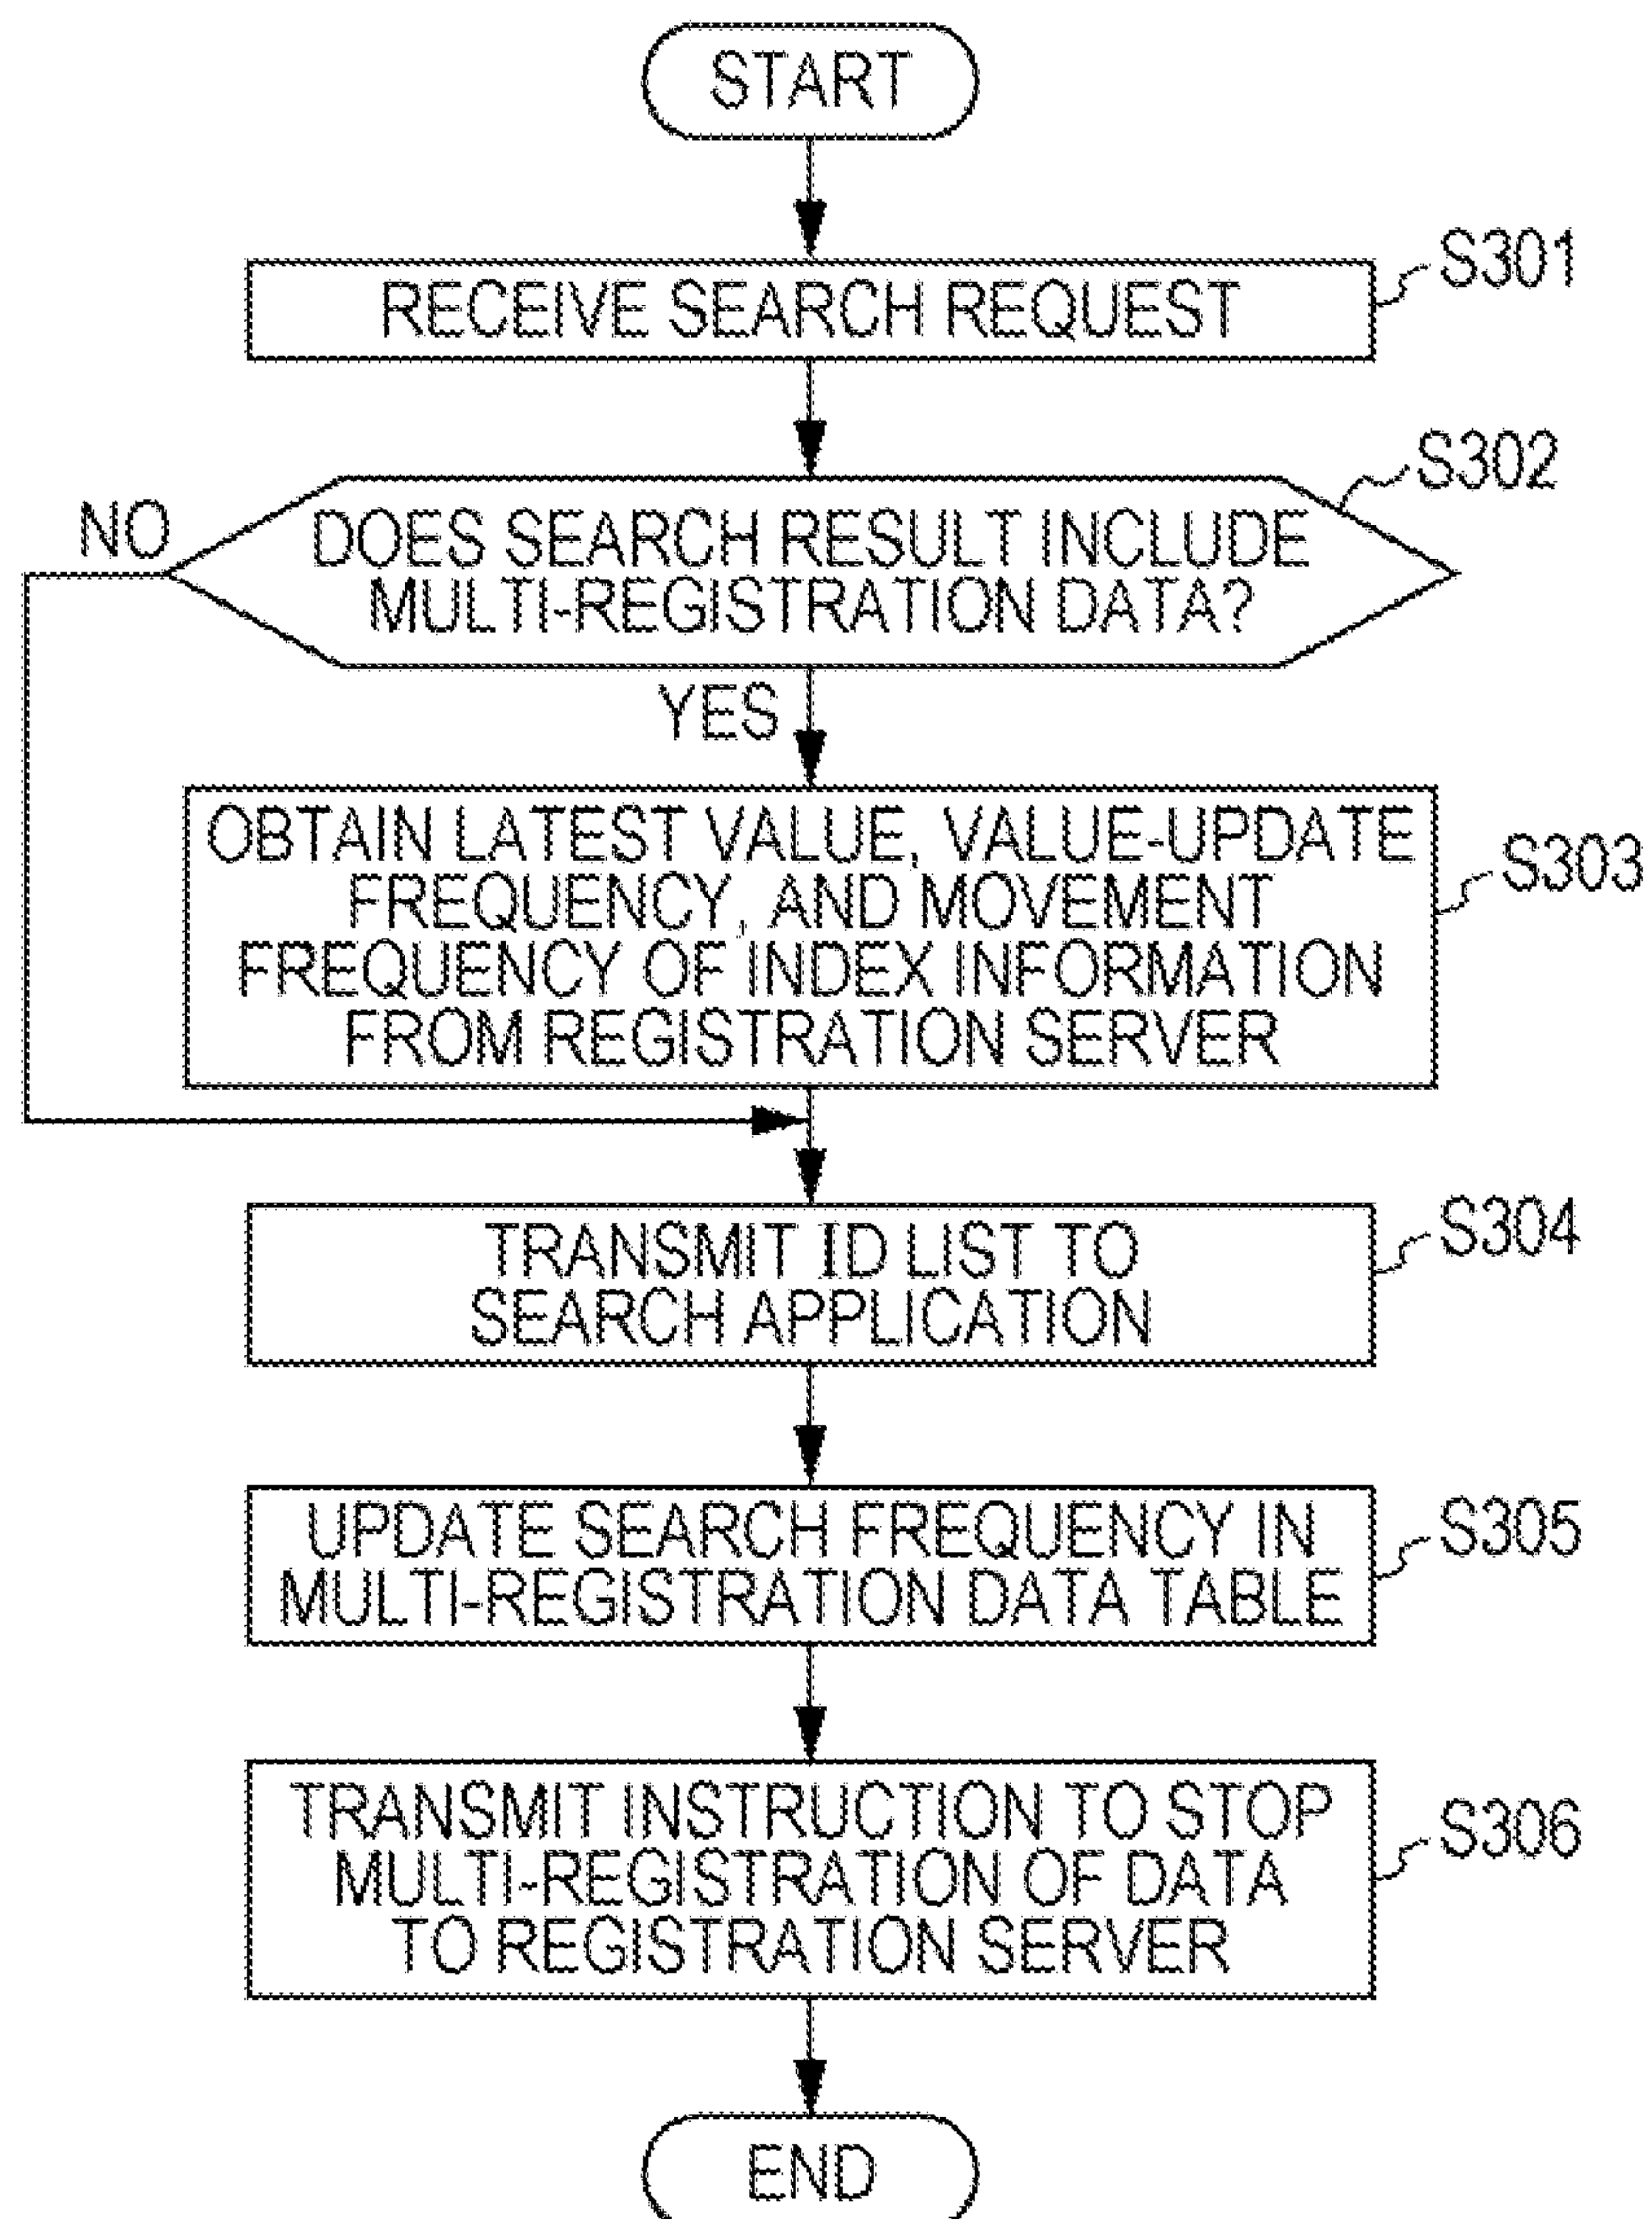 START
RECEIVE SEARCH REQUEST
S301
DOES SEARCH RESULT INCLUDE
MULTI-REGISTRATION DATA?
S302
NO
YES
OBTAIN LATEST VALUE, VALUE-UPDATE
FREQUENCY, AND MOVEMENT
FREQUENCY OF INDEX INFORMATION
FROM REGISTRATION SERVER
S303
TRANSMIT ID LIST TO
SEARCH APPLICATION
S304
UPDATE SEARCH FREQUENCY IN
MULTI-REGISTRATION DATA TABLE
S305
TRANSMIT INSTRUCTION TO STOP
MULTI-REGISTRATION OF DATA
TO REGISTRATION SERVER
S306
END